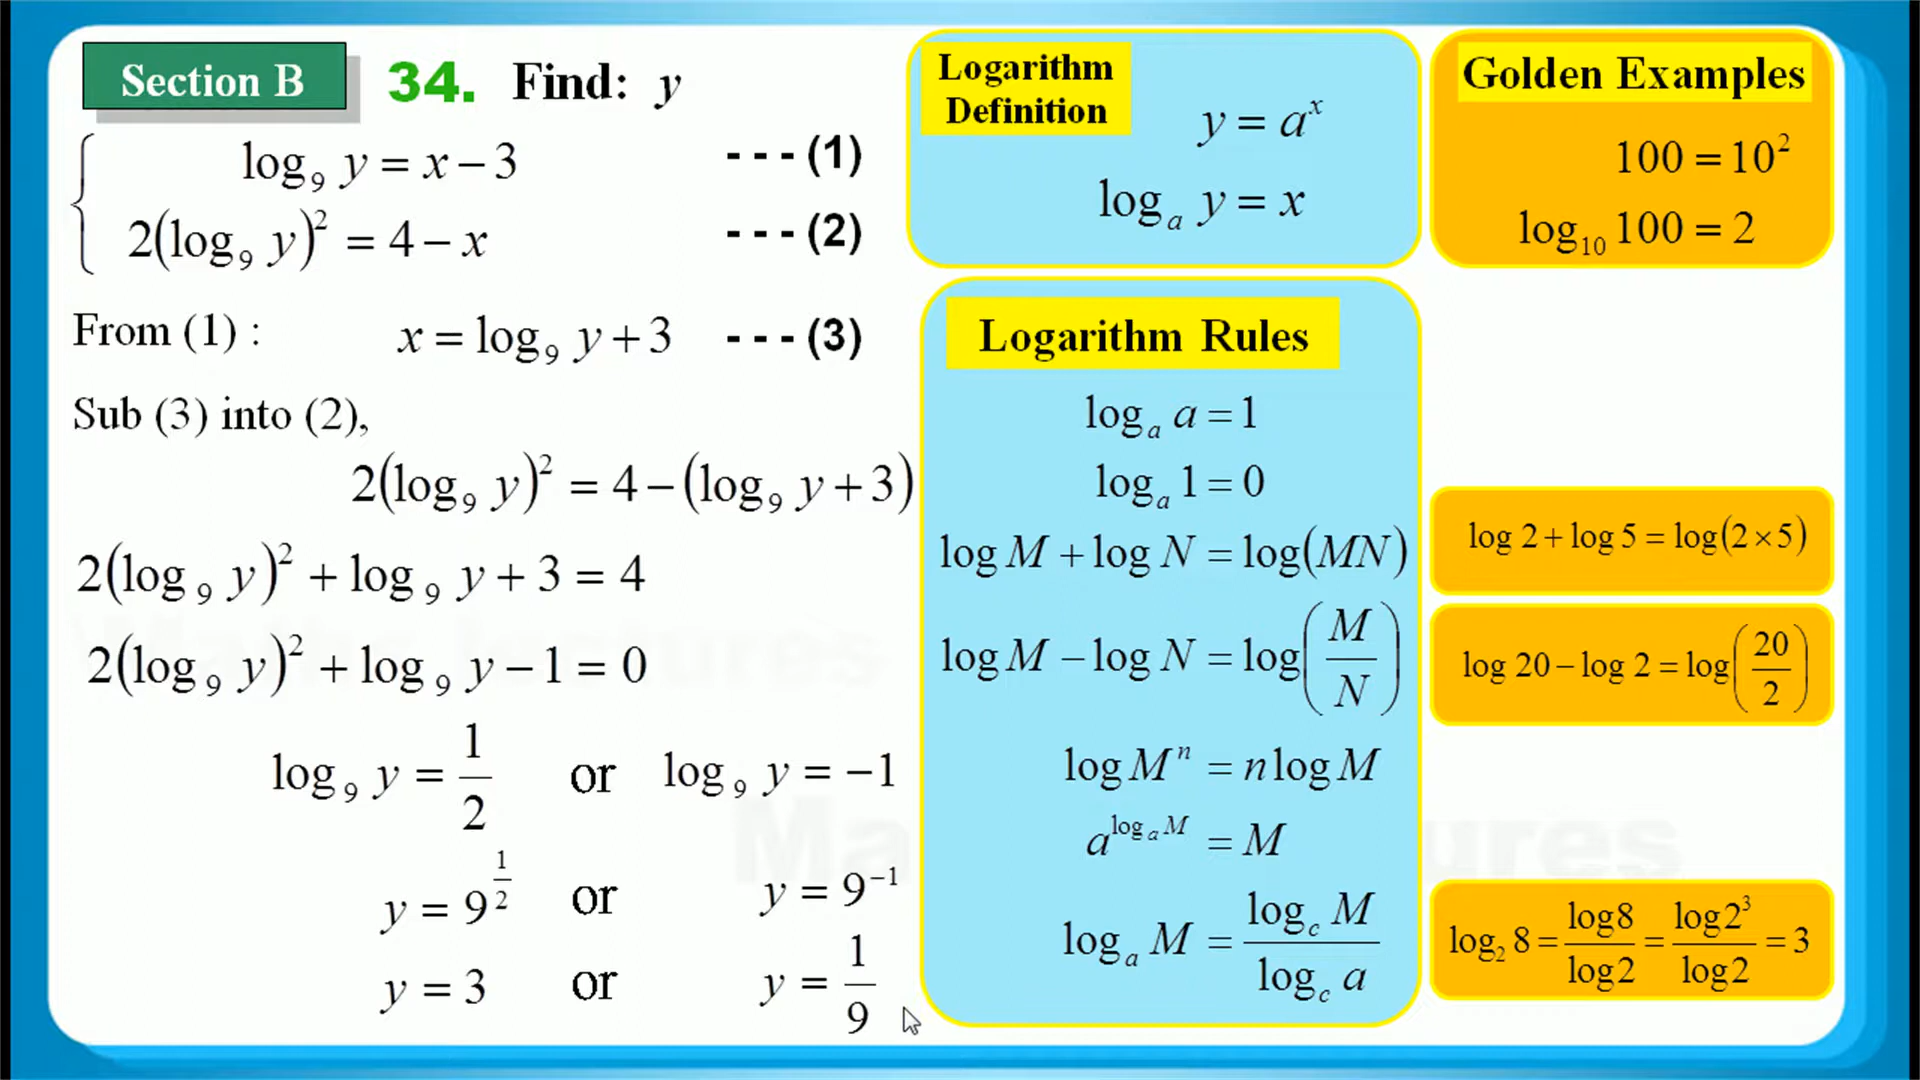 Section B 34. Find: y
log₉ y = x − 3 - - - (1)
2(log₉ y)² = 4 − x - - - (2)
From (1) : x = log₉ y + 3 - - - (3)
Sub (3) into (2),
2(log₉ y)² = 4 − (log₉ y + 3)
2(log₉ y)² + log₉ y + 3 = 4
2(log₉ y)² + log₉ y − 1 = 0
log₉ y = 1/2 or log₉ y = −1
y = 9^(1/2) or y = 9⁻¹
y = 3 or y = 1/9
Logarithm
Definition
y = aˣ
logₐ y = x
Golden Examples
100 = 10²
log₁₀ 100 = 2
Logarithm Rules
logₐ a = 1
logₐ 1 = 0
log M + log N = log(MN)
log M − log N = log(M/N)
log Mⁿ = n log M
a^(logₐ M) = M
logₐ M = log_c M / log_c a
log 2 + log 5 = log(2 × 5)
log 20 − log 2 = log(20/2)
log₂ 8 = log8/log2 = log2³/log2 = 3
Maths lectures